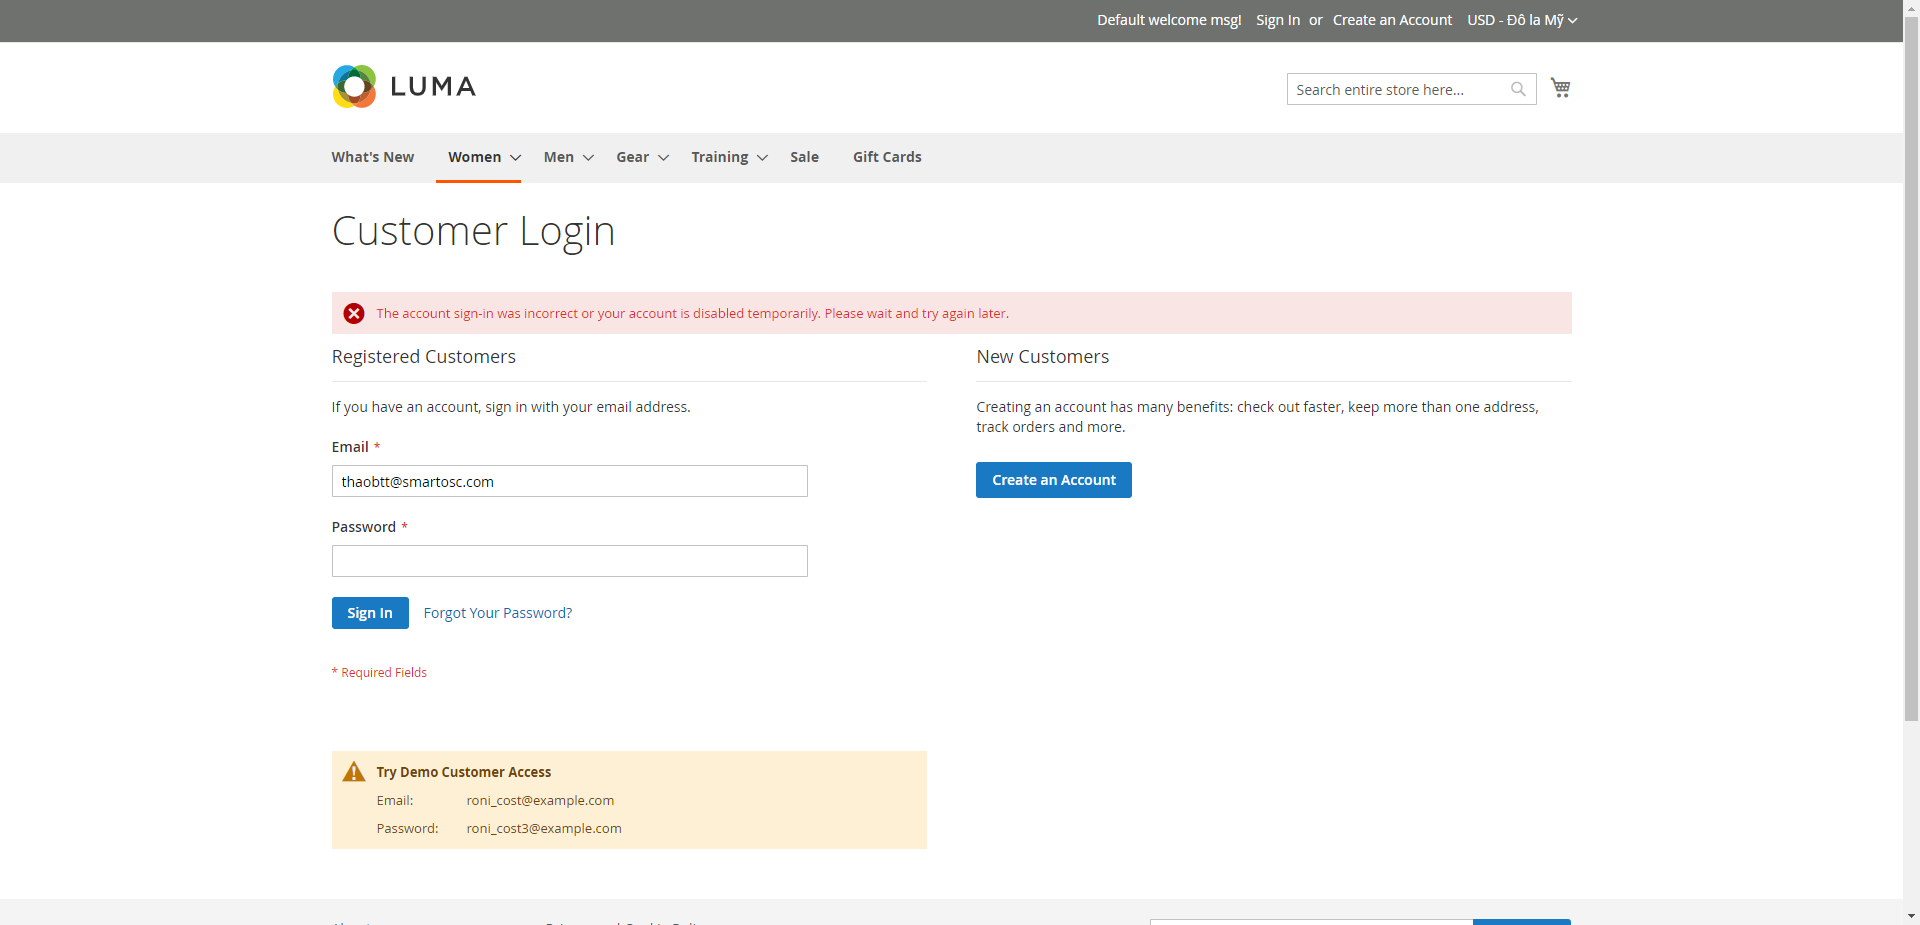 Default welcome msg! Sign In or Create an Account USD - Đô la Mỹ
LUMA
Search entire store here...
What's New Women Men Gear Training Sale Gift Cards
Customer Login
The account sign-in was incorrect or your account is disabled temporarily. Please wait and try again later.
Registered Customers
If you have an account, sign in with your email address.
Email *
thaobtt@smartosc.com
Password *
Sign In Forgot Your Password?
* Required Fields
New Customers
Creating an account has many benefits: check out faster, keep more than one address,
track orders and more.
Create an Account
Try Demo Customer Access
Email: roni_cost@example.com
Password: roni_cost3@example.com